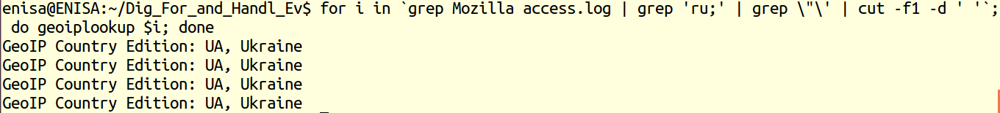 enisa@ENISA:~/Dig_For_and_Handl_Ev$ for i in `grep Mozilla access.log | grep 'ru;' | grep \"\' | cut -f1 -d ' '`;
do geoiplookup $i; done
GeoIP Country Edition: UA, Ukraine
GeoIP Country Edition: UA, Ukraine
GeoIP Country Edition: UA, Ukraine
GeoIP Country Edition: UA, Ukraine